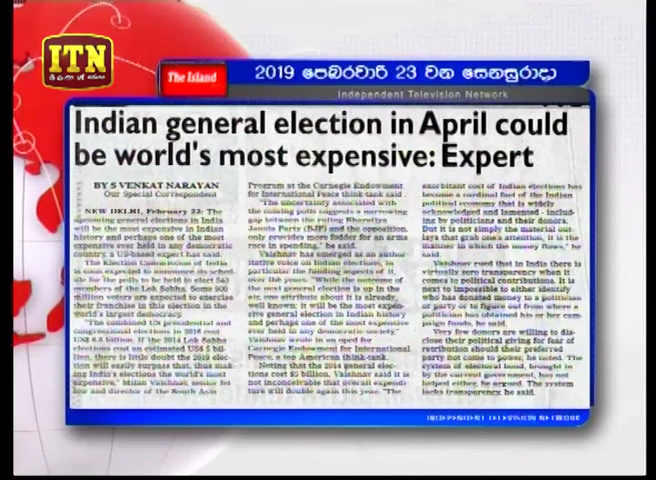 ITN
The Island
2019 පෙබරවාරි 23 වන සෙනසුරාදා
Independent Television Network
Indian general election in April could
be world's most expensive: Expert
BY S VENKAT NARAYAN
Our Special Correspondent
NEW DELHI, February 22: The
upcoming general elections in India
will be the most expensive in Indian
history and perhaps one of the most
expensive ever held in any democratic
country, a US-based expert has said.
The Election Commission of India
is soon expected to announce its sched-
ule for the polls to be held to elect 543
members of the Lok Sabha. Some 900
million voters are expected to exercise
their franchise in this election in the
world's largest democracy.
"The combined US presidential and
congressional elections in 2016 cost
US$ 6.5 billion. If the 2014 Lok Sabha
elections cost an estimated US$ 5 bil-
lion, there is little doubt the 2019 elec-
tion will easily surpass that, thus mak-
ing India's elections the world's most
expensive," Milan Vaishnav, senior fel-
low and director of the South Asia
Program at the Carnegie Endowment
for International Peace think-tank said.
"The uncertainty associated with
the coming polls suggests a narrowing
gap between the ruling Bharatiya
Janata Party (BJP) and the opposition,
only provides more fodder for an arms
race in spending," he said.
Vaishnav has emerged as an author-
itative voice on Indian elections, in
particular the funding aspects of it,
over the years. "While the outcome of
the next general election is up in the
air, one attribute about it is already
well known: it will be the most expen-
sive general election in Indian history
and perhaps one of the most expensive
ever held in any democratic society,"
Vaishnav wrote in an oped for
Carnegie Endowment for International
Peace, a top American think-tank.
Noting that the 2014 general elec-
tions cost $5 billion, Vaishnav said it is
not inconceivable that overall expendi-
ture will double again this year. "The
exorbitant cost of Indian elections has
become a cardinal fact of the Indian
political economy that is widely
acknowledged and lamented - includ-
ing by politicians and their donors.
But it is not simply the material out-
lays that grab one's attention, it is the
manner in which the money flows," he
said.
Vaishnav rued that in India there is
virtually zero transparency when it
comes to political contributions. It is
next to impossible to either identify
who has donated money to a politician
or party or to figure out from where a
politician has obtained his or her cam-
paign funds, he said.
Very few donors are willing to dis-
close their political giving for fear of
retribution should their preferred
party not come to power, he noted. The
system of electoral bond, brought in
by the current government, has not
helped either, he argued. The system
lacks transparency, he said.
INDEPENDENT TELEVISION NETWORK